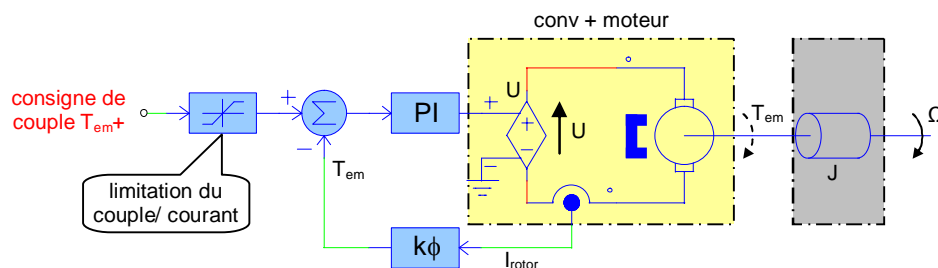 conv + moteur
consigne de
couple Tem+
+
Σ
−
PI
+
−
U
+
−
U
Tem
Ω
J
limitation du
couple/ courant
Tem
kϕ
Irotor